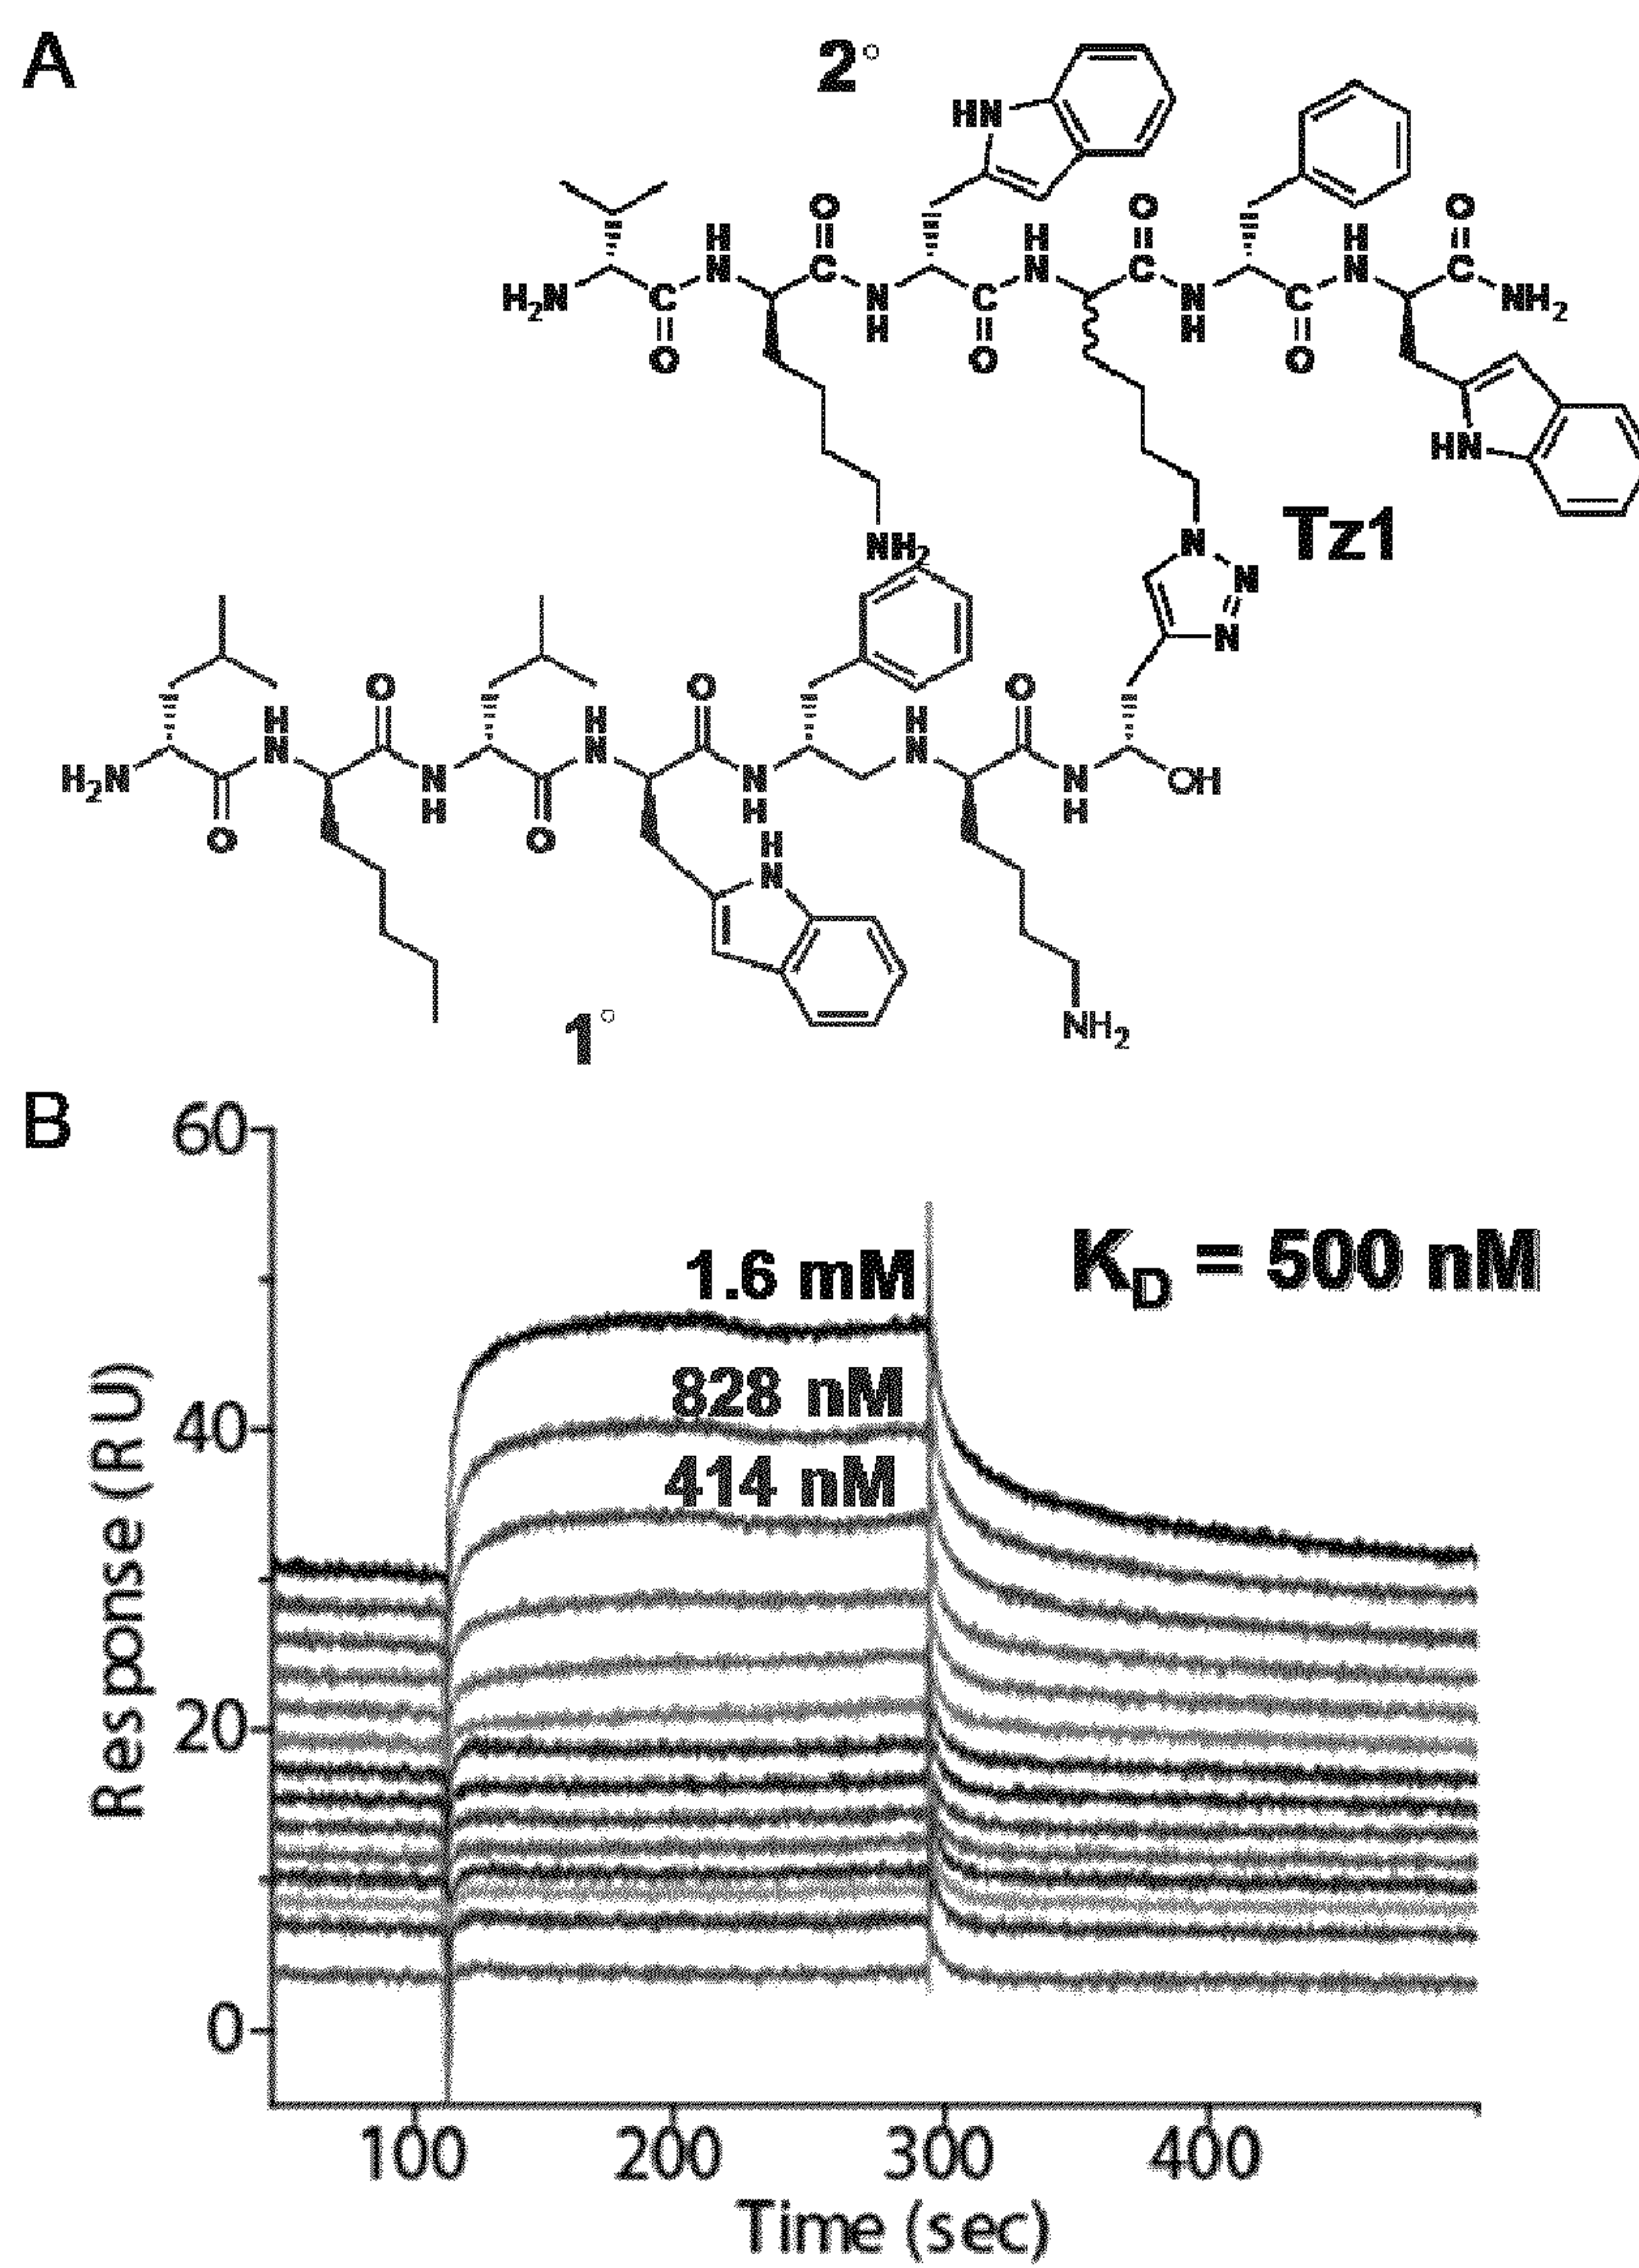 A
2°
HN
O O O
H H H
H₂N C N C N C N C N C N C NH₂
H H H
O O O
HN
NH₂
N
Tz1
N
N
O O O
H H H
H₂N N N N N N N OH
H H H
O O
H
N
1°
NH₂
B
60
1.6 mM
K_D = 500 nM
828 nM
40
414 nM
Response (RU)
20
0
100 200 300 400
Time (sec)